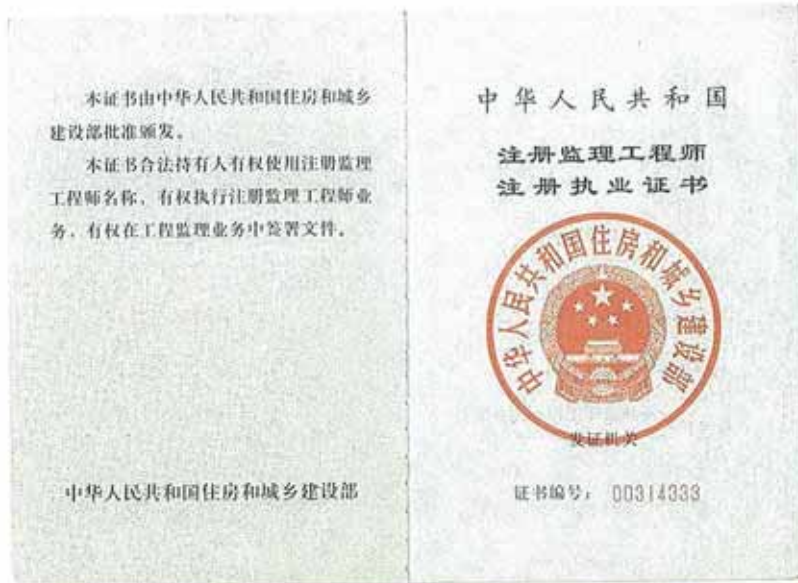 本证书由中华人民共和国住房和城乡
建设部批准颁发。
本证书合法持有人有权使用注册监理
工程师名称，有权执行注册监理工程师业
务，有权在工程监理业务中签署文件。
中华人民共和国住房和城乡建设部
中华人民共和国
注册监理工程师
注册执业证书
中华人民共和国住房和城乡建设部
发证机关
证书编号：00314333